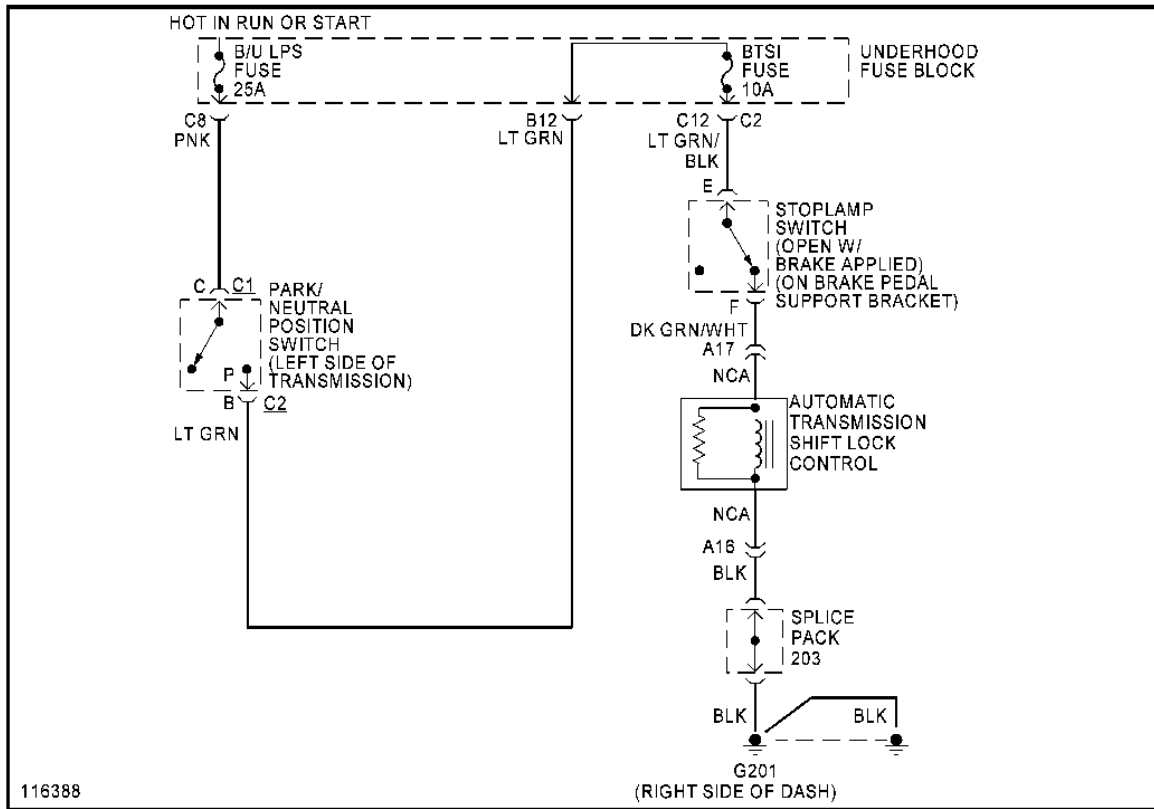 HOT IN RUN OR START
B/U LPS
FUSE
25A
BTSI
FUSE
10A
UNDERHOOD
FUSE BLOCK
C8
PNK
B12
LT GRN
C12
C2
LT GRN/
BLK
E
STOPLAMP
SWITCH
(OPEN W/
BRAKE APPLIED)
(ON BRAKE PEDAL
SUPPORT BRACKET)
F
DK GRN/WHT
A17
NCA
C
C1
PARK/
NEUTRAL
POSITION
SWITCH
(LEFT SIDE OF
TRANSMISSION)
P
B
C2
LT GRN
AUTOMATIC
TRANSMISSION
SHIFT LOCK
CONTROL
NCA
A16
BLK
SPLICE
PACK
203
BLK
BLK
G201
(RIGHT SIDE OF DASH)
116388